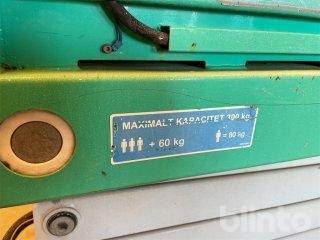 MAXIMALT KAPACITET 300 kg
+ 60 kg
= 80 kg
blinto